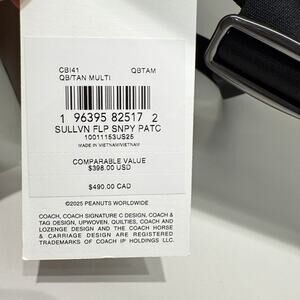 CBI41 QBTAM
QB/TAN MULTI
1 96395 82517 2
SULLVN FLP SNPY PATC
10011153US25
MADE IN VIETNAM/VIETNAM
COMPARABLE VALUE
$398.00 USD
$490.00 CAD
©2025 PEANUTS WORLDWIDE
COACH, COACH SIGNATURE C DESIGN, COACH &
TAG DESIGN, UPWOVEN, QUILTIES, COACH OP
LOZENGE DESIGN AND THE COACH HORSE
& CARRIAGE DESIGN ARE REGISTERED
TRADEMARKS OF COACH IP HOLDINGS LLC.